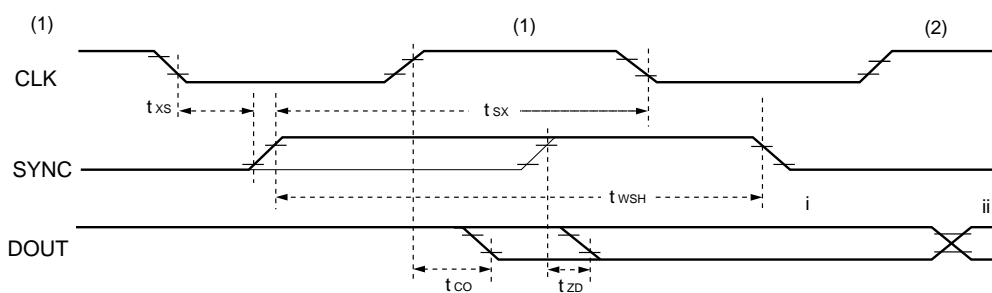 (1) (1) (2)
CLK
t XS t SX
SYNC
t WSH
i ii
DOUT
t CO t ZD